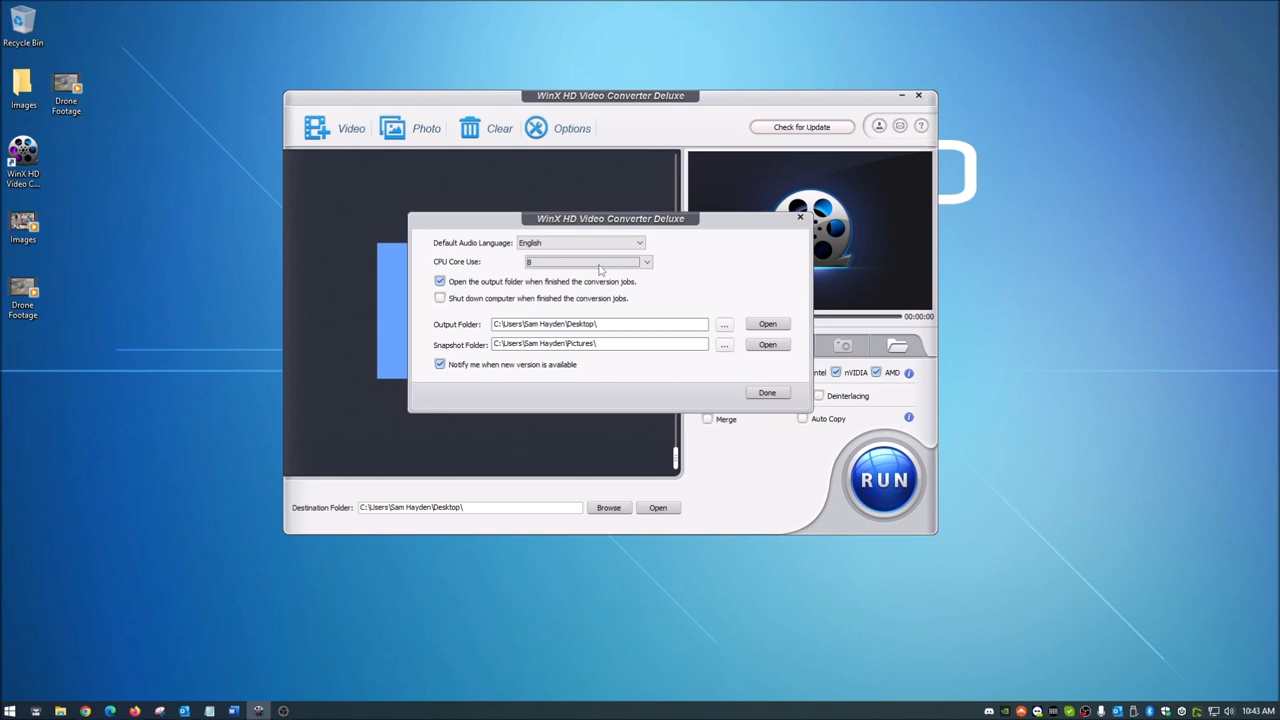 Recycle Bin
Images
Drone
Footage
WinX HD
Video C...
Images
Drone
Footage
WinX HD Video Converter Deluxe
Video
Photo
Clear
Options
Check for Update
WinX HD Video Converter Deluxe
Default Audio Language: English
CPU Core Use: 8
Open the output folder when finished the conversion jobs.
Shut down computer when finished the conversion jobs.
Output Folder: C:\Users\Sam Hayden\Desktop\ ... Open
Snapshot Folder: C:\Users\Sam Hayden\Pictures\ ... Open
Notify me when new version is available
Done
00:00:00
ntel nVIDIA AMD
Deinterlacing
Merge Auto Copy
RUN
Destination Folder: C:\Users\Sam Hayden\Desktop\ Browse Open
10:43 AM